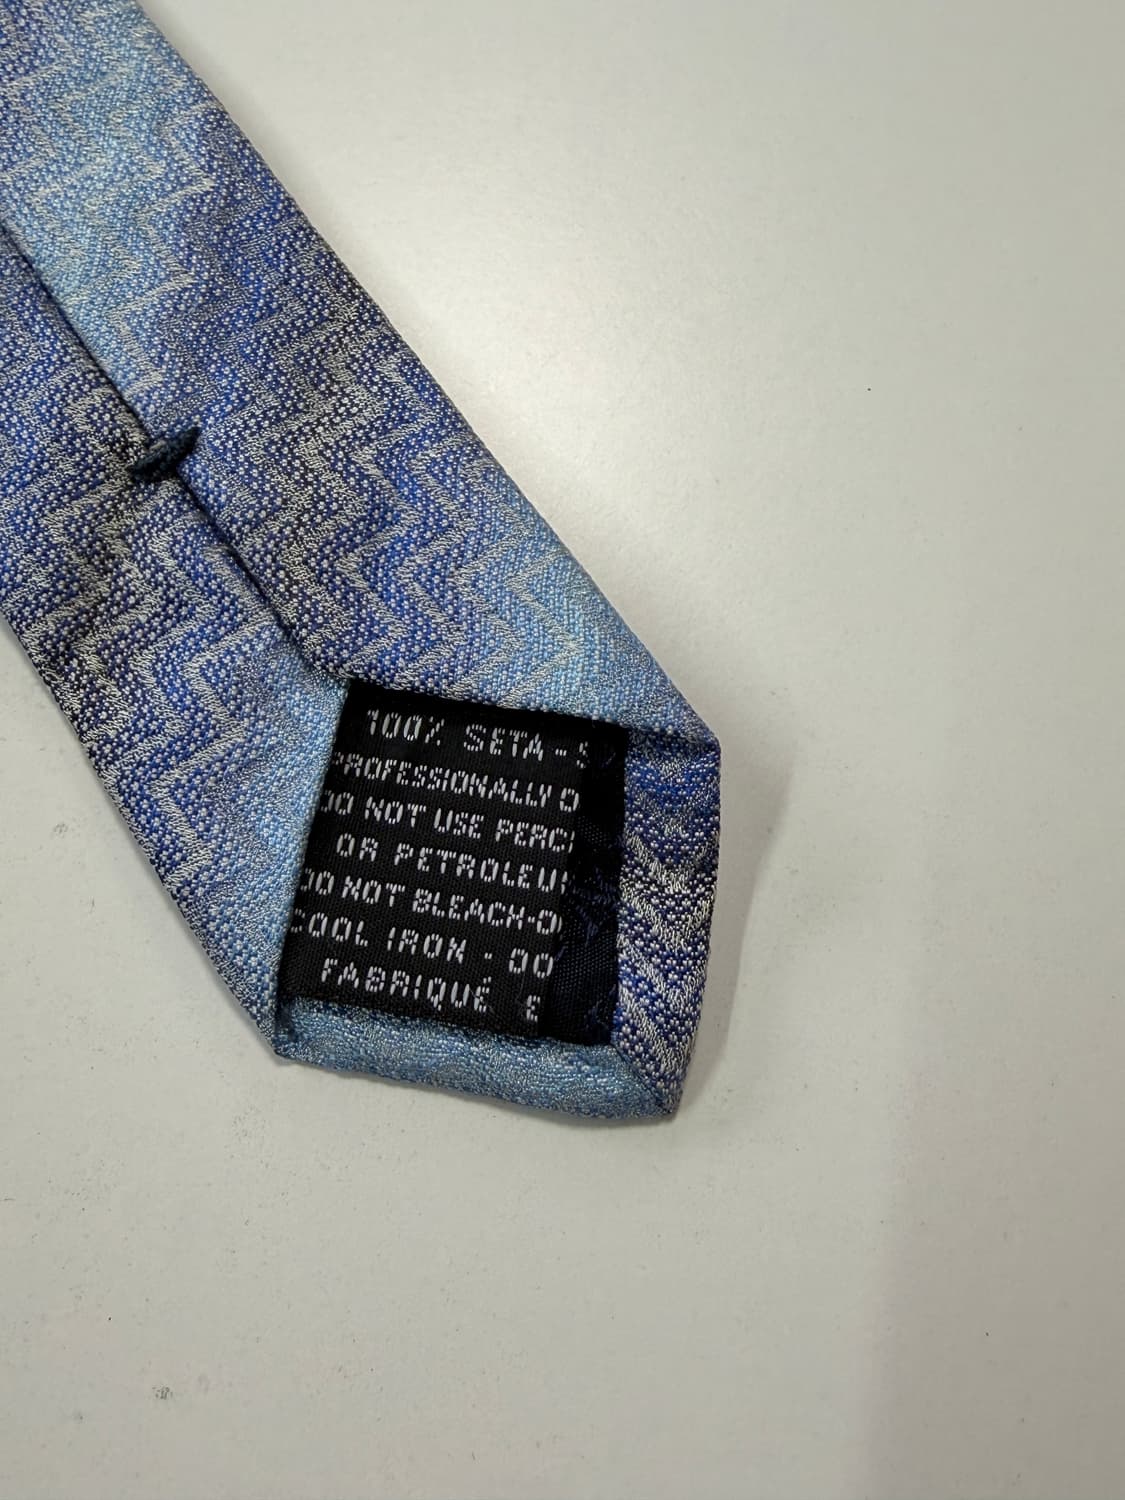 100% SETA - S
PROFESSIONALLY
DO NOT USE PERC
OR PETROLEU
DO NOT BLEACH-
COOL IRON - DO
FABRIQUÉ E